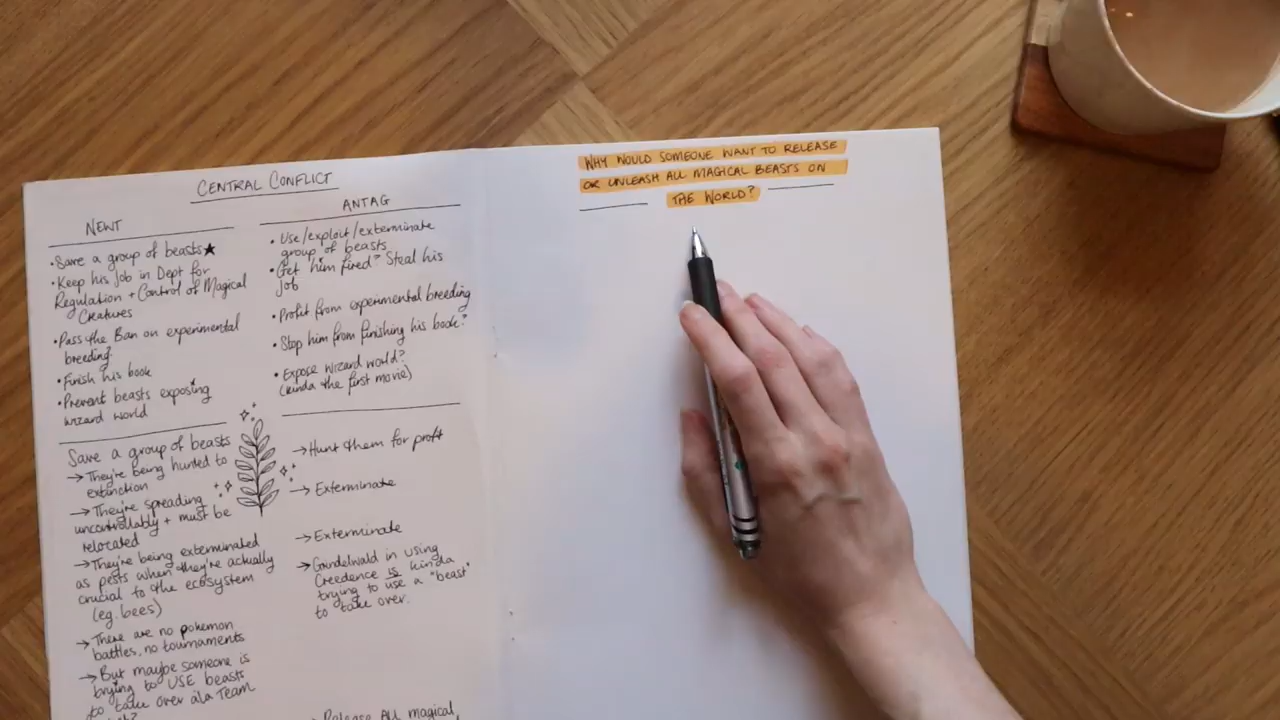 CENTRAL CONFLICT
NEWT
• Save a group of beasts★
• Keep his job in Dept for
Regulation + Control of Magical
Creatures
• Pass the Ban on experimental
breeding?
• Finish his book
• Prevent beasts exposing
wizard world
Save a group of beasts
→ They're being hunted to
extinction
→ They're spreading
uncontrollably + must be
relocated
→ They're being exterminated
as pests when they're actually
crucial to the ecosystem
(eg. bees)
→ There are no pokemon
battles, no tournaments
→ But maybe someone is
trying to USE beasts
to take over ala Team
ANTAG
• Use/exploit/exterminate
group of beasts
• Get him fired? Steal his
job
• Profit from experimental breeding
• Stop him from finishing his book?
• Expose wizard world?
(kinda the first movie)
→ Hunt them for profit
→ Exterminate
→ Exterminate
→ Grindelwald in using
Creedence is kinda
trying to use a "beast"
to take over.
Release ALL magical
WHY WOULD SOMEONE WANT TO RELEASE
OR UNLEASH ALL MAGICAL BEASTS ON
THE WORLD?